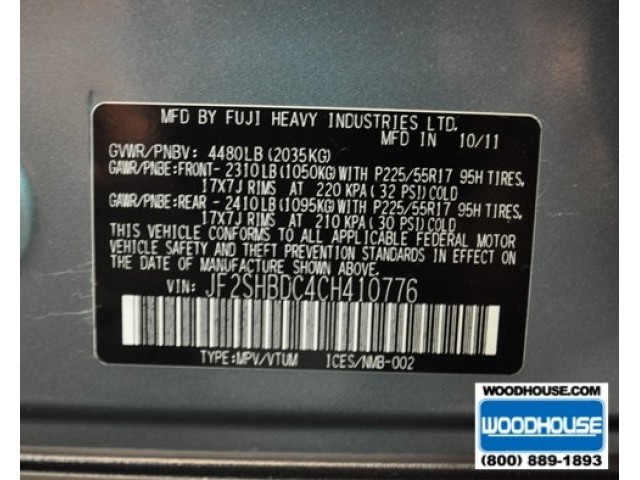 MFD BY FUJI HEAVY INDUSTRIES LTD.
MFD IN 10/11
GVWR/PNBV: 4480LB(2035KG)
GAWR/PNBE:FRONT-2310LB(1050KG)WITH P225/55R17 95H TIRES,
17X7J RIMS AT 220 KPA(32 PSI)COLD
GAWR/PNBE:REAR -2410LB(1095KG)WITH P225/55R17 95H TIRES,
17X7J RIMS AT 210 KPA(30 PSI)COLD
THIS VEHICLE CONFORMS TO ALL APPLICABLE FEDERAL MOTOR
VEHICLE SAFETY AND THEFT PREVENTION STANDARDS IN EFFECT ON
THE DATE OF MANUFACTURE SHOWN ABOVE.
VIN: JF2SHBDC4CH410776
TYPE:MPV/VTUM ICES/NMB-002
WOODHOUSE.COM
WOODHOUSE
(800) 889-1893